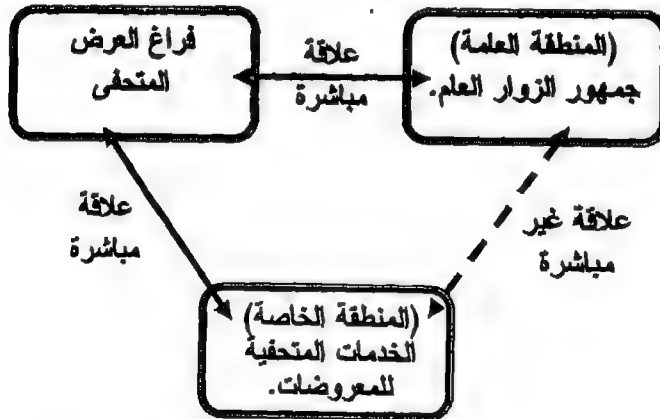 (المنطقة العامة)
جمهور الزوار العام.
علاقة
مباشرة
فراغ العرض
المتحفى
علاقة غير
مباشرة
علاقة
مباشرة
(المنطقة الخاصة)
الخدمات المتحفية
للمعروضات.